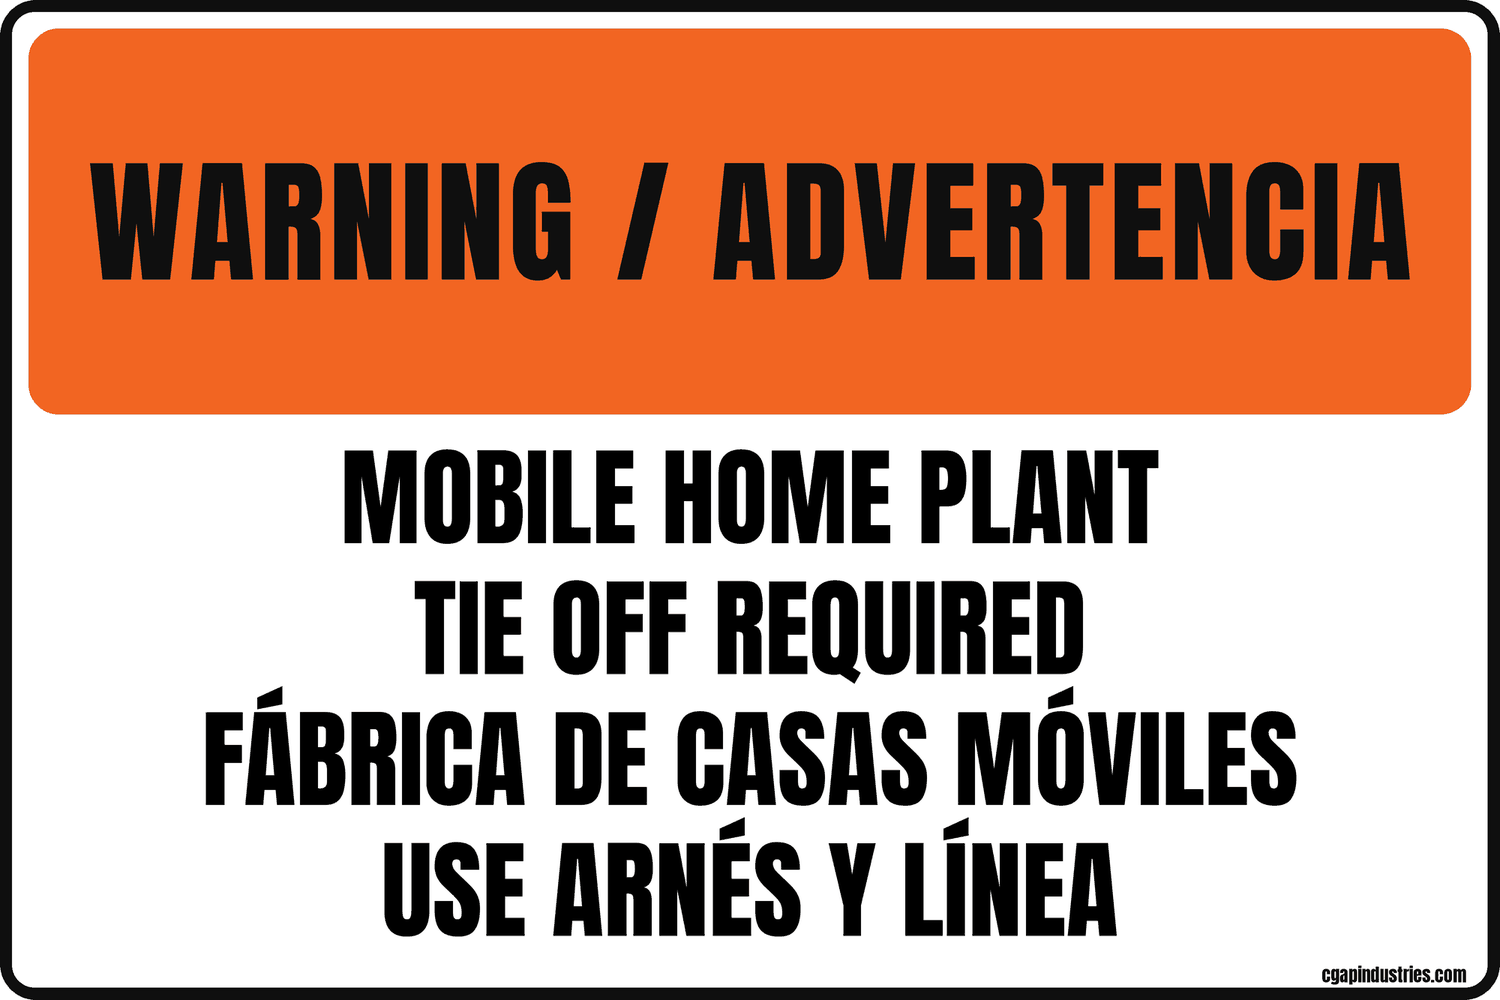 WARNING / ADVERTENCIA
MOBILE HOME PLANT
TIE OFF REQUIRED
FÁBRICA DE CASAS MÓVILES
USE ARNÉS Y LÍNEA
cgapindustries.com